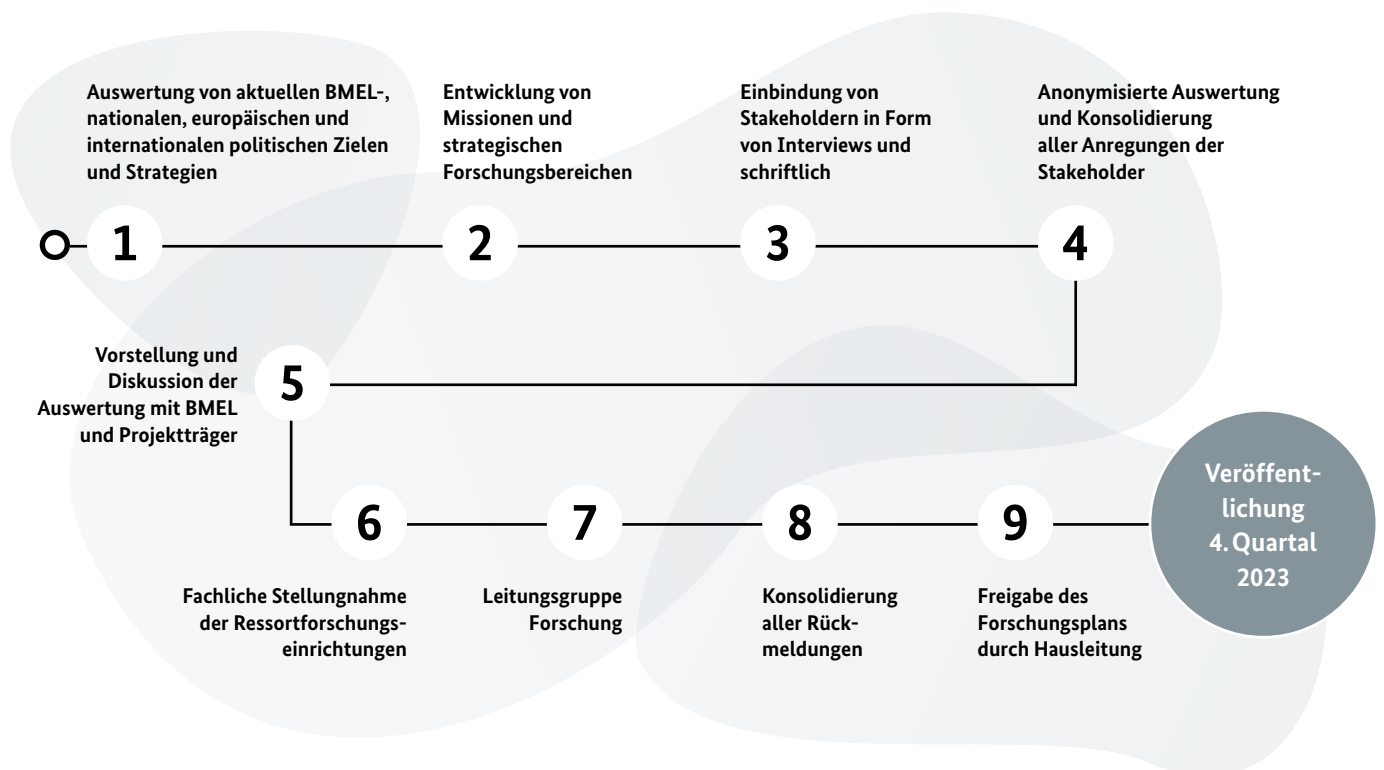 Auswertung von aktuellen BMEL-,
nationalen, europäischen und
internationalen politischen Zielen
und Strategien
1
Entwicklung von
Missionen und
strategischen
Forschungsbereichen
2
Einbindung von
Stakeholdern in Form
von Interviews und
schriftlich
3
Anonymisierte Auswertung
und Konsolidierung
aller Anregungen der
Stakeholder
4
Vorstellung und
Diskussion der
Auswertung mit BMEL
und Projektträger
5
6
Fachliche Stellungnahme
der Ressortforschungs-
einrichtungen
7
Leitungsgruppe
Forschung
8
Konsolidierung
aller Rück-
meldungen
9
Freigabe des
Forschungsplans
durch Hausleitung
Veröffent-
lichung
4. Quartal
2023